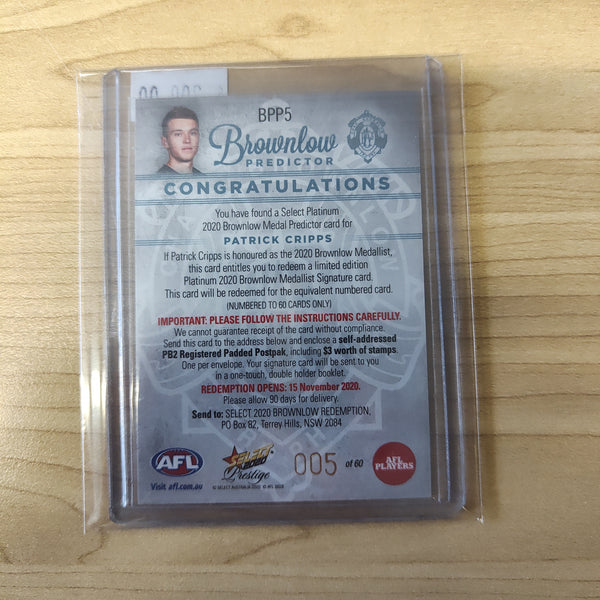 BPP5
Brownlow
PREDICTOR
CONGRATULATIONS
You have found a Select Platinum
2020 Brownlow Medal Predictor card for
PATRICK CRIPPS
If Patrick Cripps is honoured as the 2020 Brownlow Medallist,
this card entitles you to redeem a limited edition
Platinum 2020 Brownlow Medallist Signature card.
This card will be redeemed for the equivalent numbered card.
(NUMBERED TO 60 CARDS ONLY)
IMPORTANT: PLEASE FOLLOW THE INSTRUCTIONS CAREFULLY.
We cannot guarantee receipt of the card without compliance.
Send this card to the address below and enclose a self-addressed
PB2 Registered Padded Postpak, including $3 worth of stamps.
One per envelope. Your signature card will be sent to you
in a one-touch, double holder booklet.
REDEMPTION OPENS: 15 November 2020.
Please allow 90 days for delivery.
Send to: SELECT 2020 BROWNLOW REDEMPTION,
PO Box 82, Terrey Hills, NSW 2084
AFL
Visit afl.com.au
SELECT
2020
Prestige
© SELECT AUSTRALIA 2020 © AFL 2020
005 of 60
AFL
PLAYERS